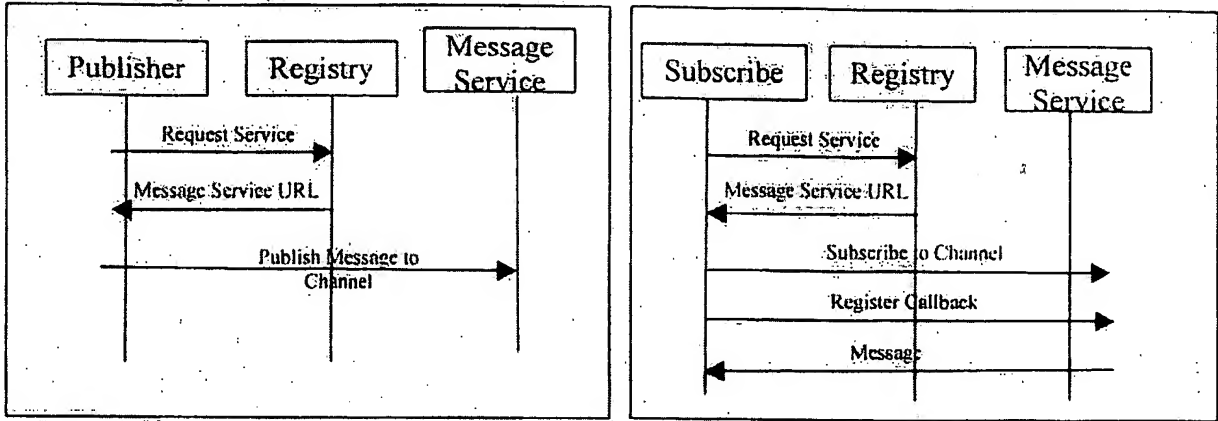 Publisher
Registry
Message
Service
Request Service
Message Service URL
Publish Message to
Channel
Subscribe
Registry
Message
Service
Request Service
Message Service URL
Subscribe to Channel
Register Callback
Message